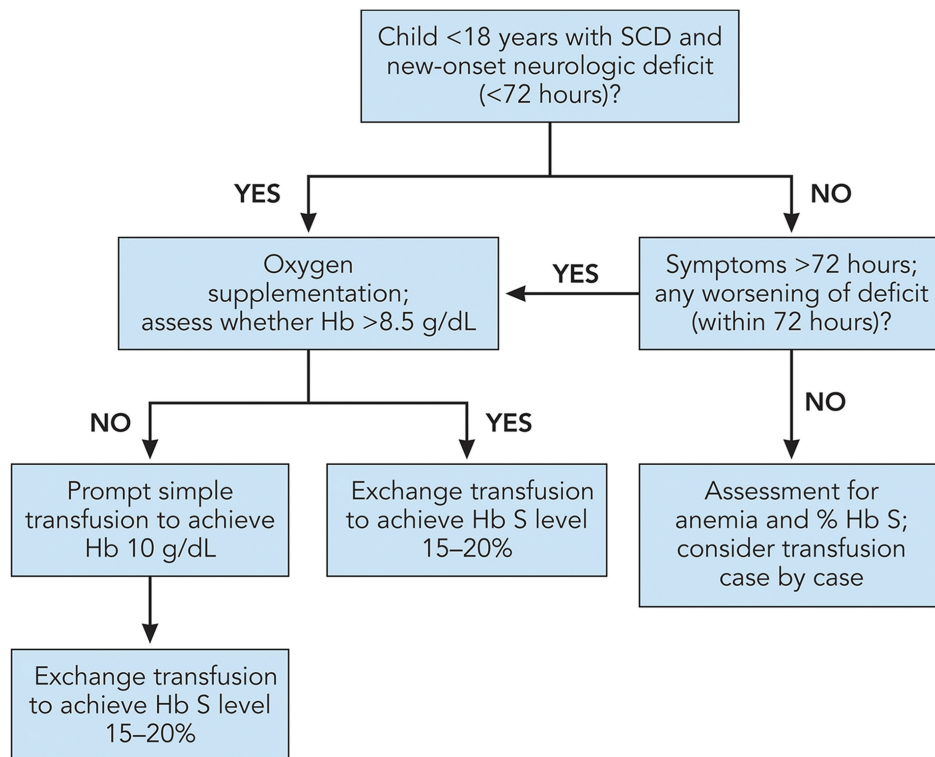 Child <18 years with SCD and
new-onset neurologic deficit
(<72 hours)?
YES
NO
Oxygen
supplementation;
assess whether Hb >8.5 g/dL
YES
Symptoms >72 hours;
any worsening of deficit
(within 72 hours)?
NO
YES
NO
Prompt simple
transfusion to achieve
Hb 10 g/dL
Exchange transfusion
to achieve Hb S level
15–20%
Assessment for
anemia and % Hb S;
consider transfusion
case by case
Exchange transfusion
to achieve Hb S level
15–20%